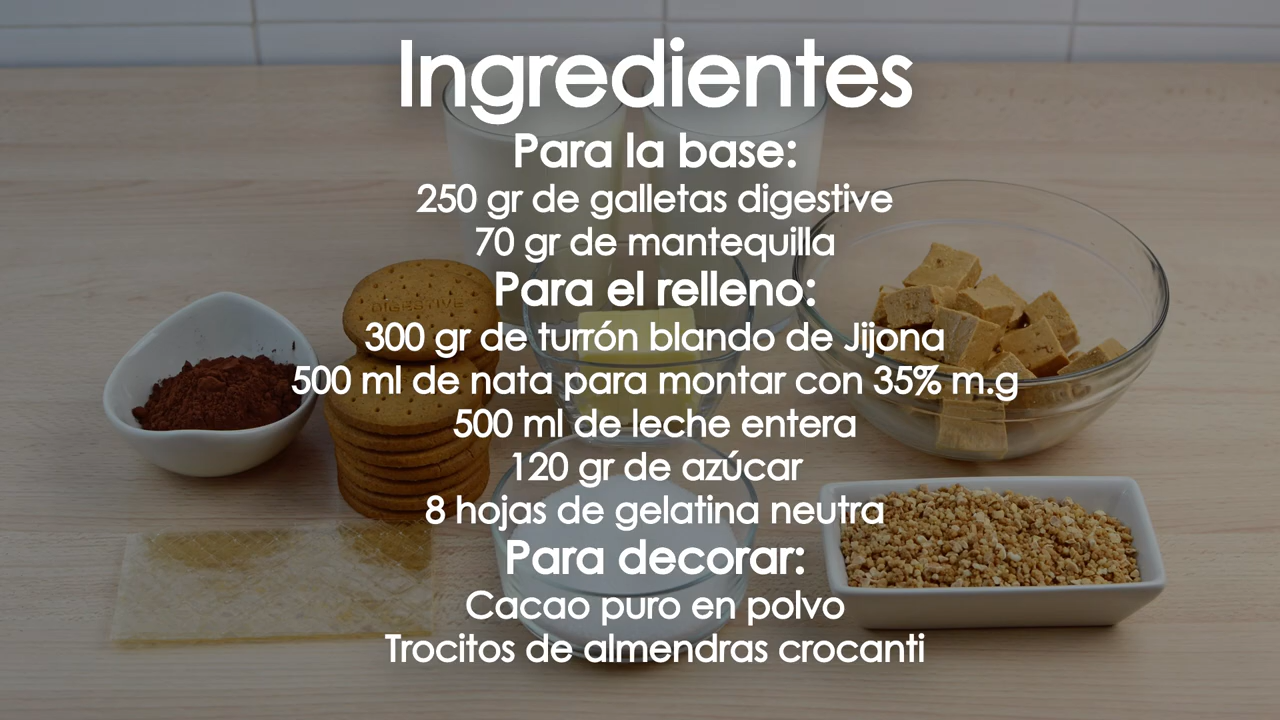 Ingredientes
Para la base:
250 gr de galletas digestive
70 gr de mantequilla
Para el relleno:
300 gr de turrón blando de Jijona
500 ml de nata para montar con 35% m.g
500 ml de leche entera
120 gr de azúcar
8 hojas de gelatina neutra
Para decorar:
Cacao puro en polvo
Trocitos de almendras crocanti
DIGESTIVE